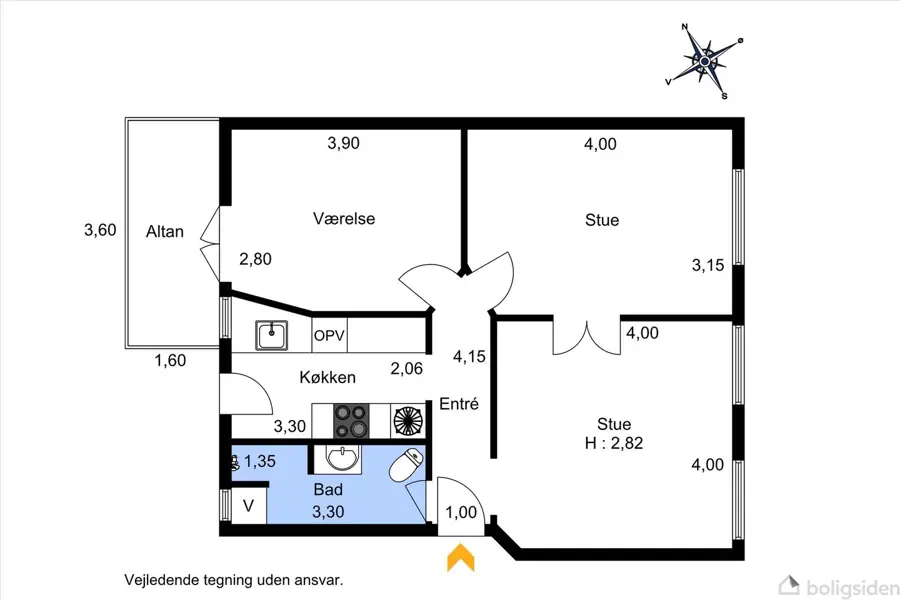 N
Ø
V
S
3,90
4,00
3,60
Altan
Værelse
Stue
2,80
3,15
OPV
4,00
1,60
2,06
4,15
Køkken
Entré
Stue
H : 2,82
3,30
1,35
4,00
Bad
V
3,30
1,00
Vejledende tegning uden ansvar.
boligsiden